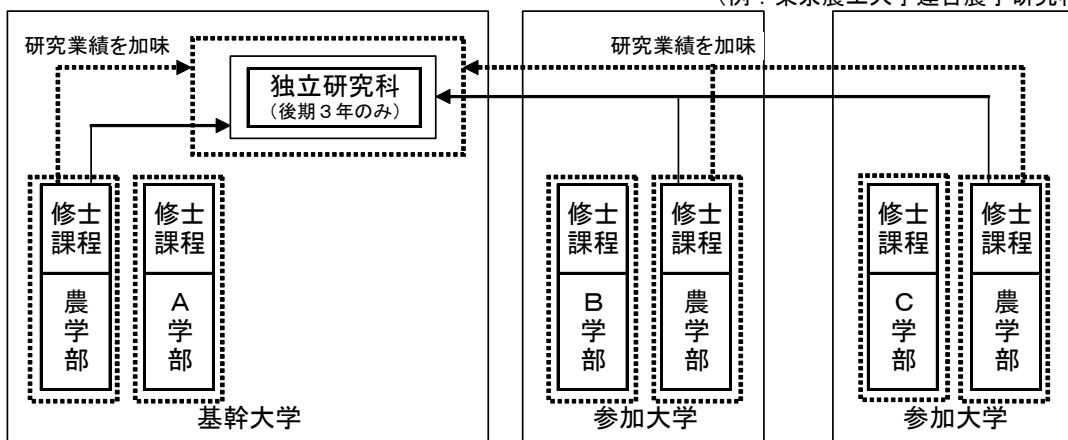 （例：東京農工大学連合農学研究科
研究業績を加味
独立研究科
（後期３年のみ）
研究業績を加味
修士
課程
農
学
部
修士
課程
Ａ
学
部
基幹大学
修士
課程
Ｂ
学
部
修士
課程
農
学
部
参加大学
修士
課程
Ｃ
学
部
修士
課程
農
学
部
参加大学